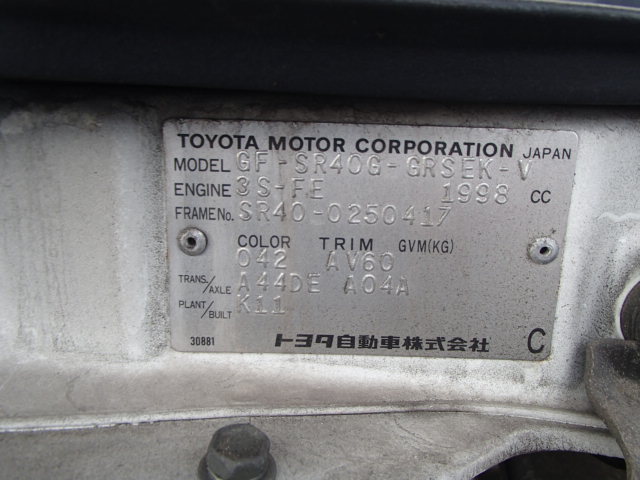 TOYOTA MOTOR CORPORATION JAPAN
MODEL GF-SR40G-GRSEK-V
ENGINE 3S-FE 1998 CC
FRAME No. SR40-0250417
COLOR TRIM GVM(KG)
042 AV60
TRANS./AXLE A44DE A04A
PLANT/BUILT K11
30881 トヨタ自動車株式会社 C